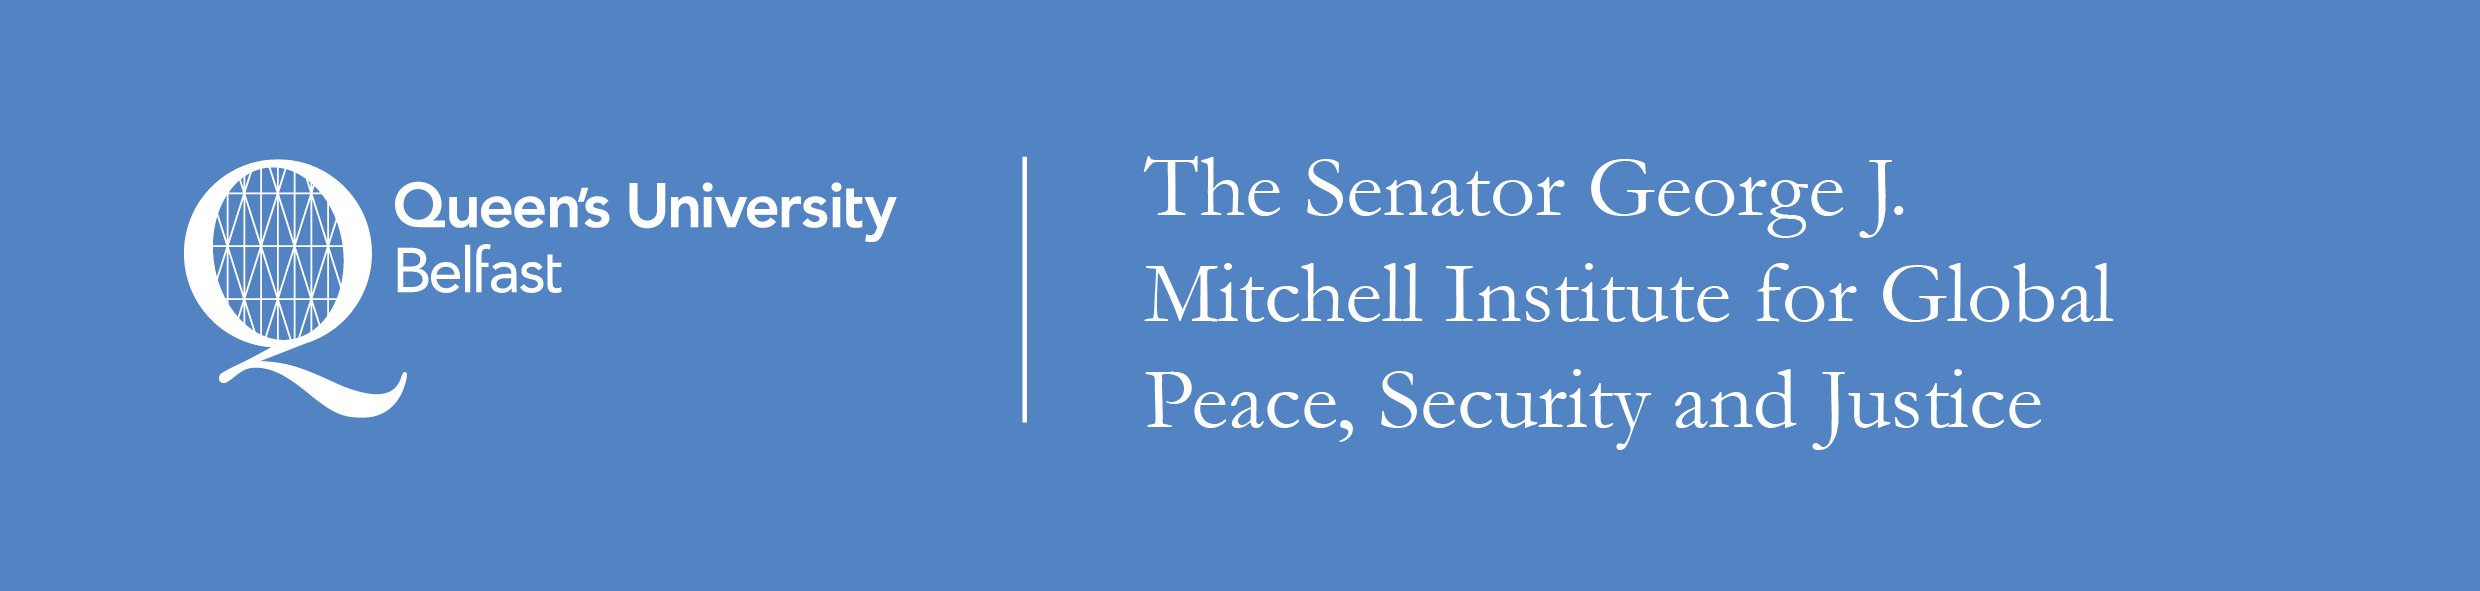 Queen's University
Belfast
The Senator George J.
Mitchell Institute for Global
Peace, Security and Justice